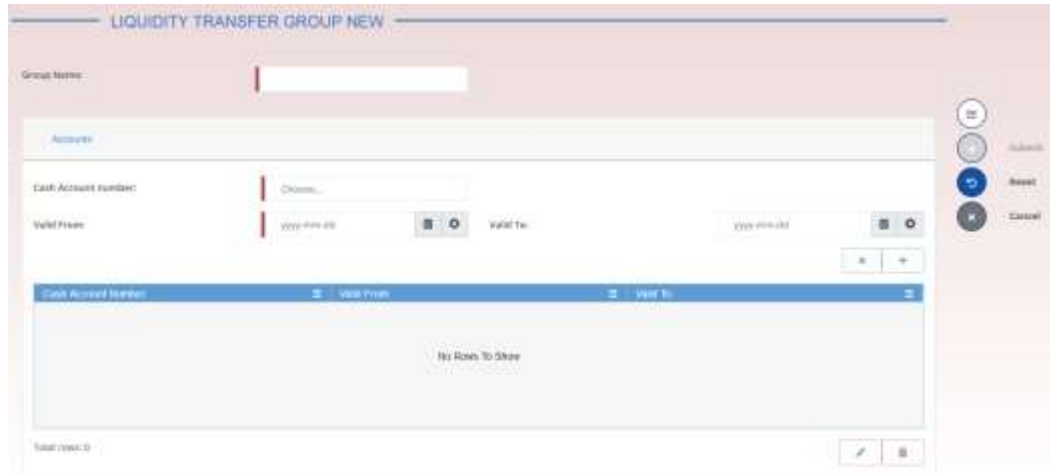 LIQUIDITY TRANSFER GROUP NEW
Group Name
Accounts
Submit
Cash Account number:
Choose...
Reset
Valid From
yyyy-mm-dd
Valid To:
yyyy-mm-dd
Cancel
Cash Account Number
Valid From
Valid To
No Rows To Show
Total rows: 0